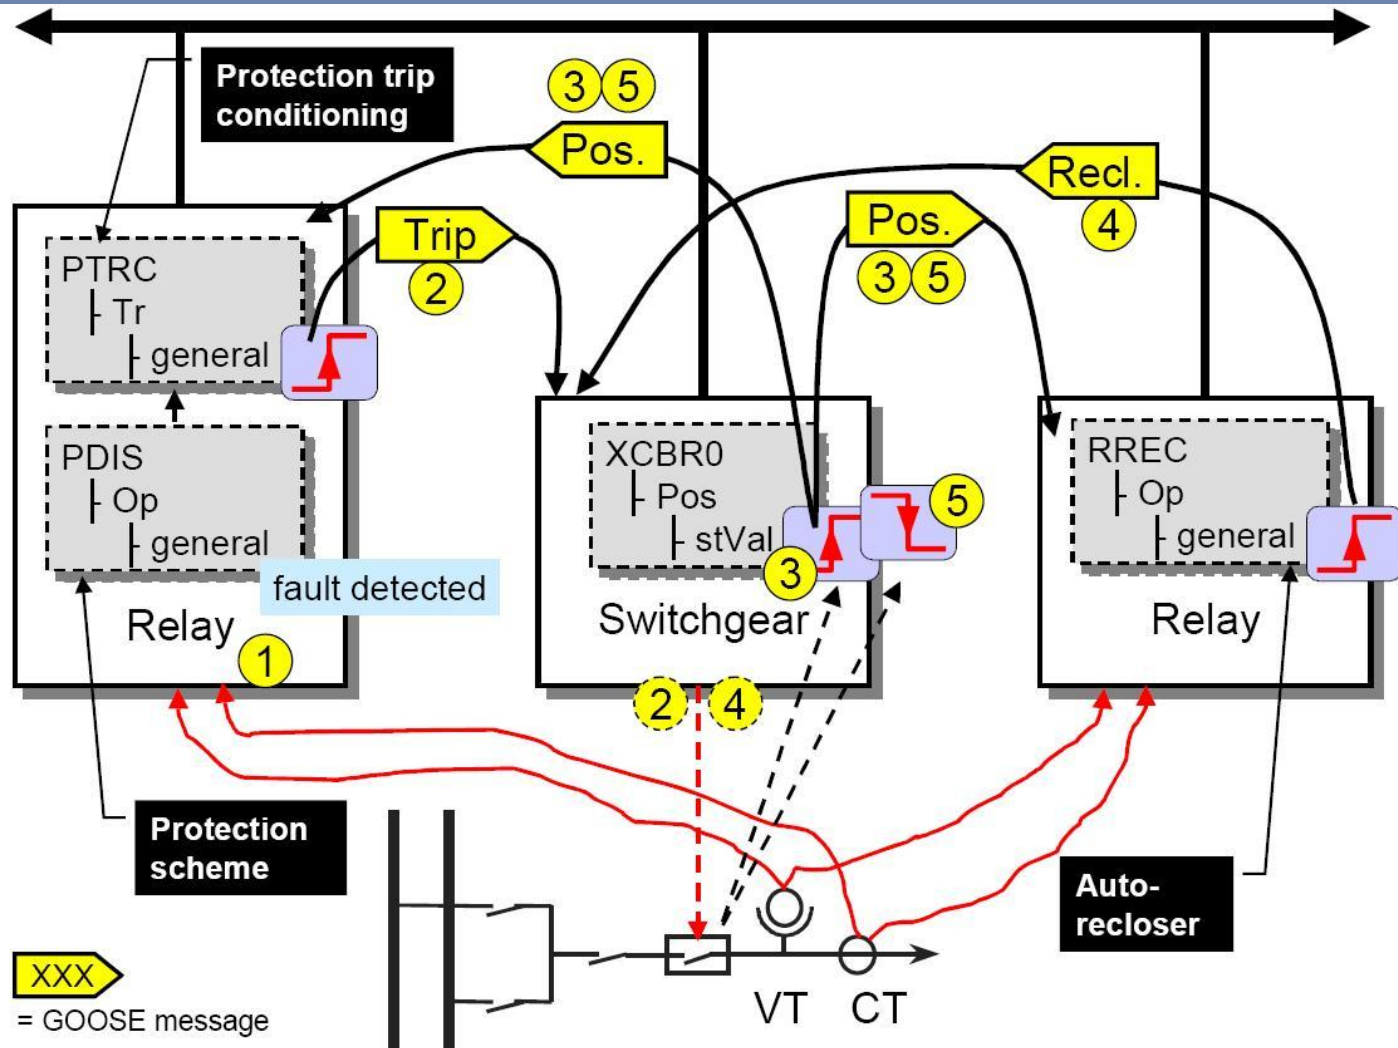 Protection trip
conditioning
3 5
Pos.
Recl.
4
Trip
2
Pos.
3 5
PTRC
Tr
general
PDIS
Op
general
fault detected
Relay
1
XCBR0
Pos
stVal
3
5
Switchgear
2 4
RREC
Op
general
Relay
Protection
scheme
Auto-
recloser
VT CT
XXX
= GOOSE message